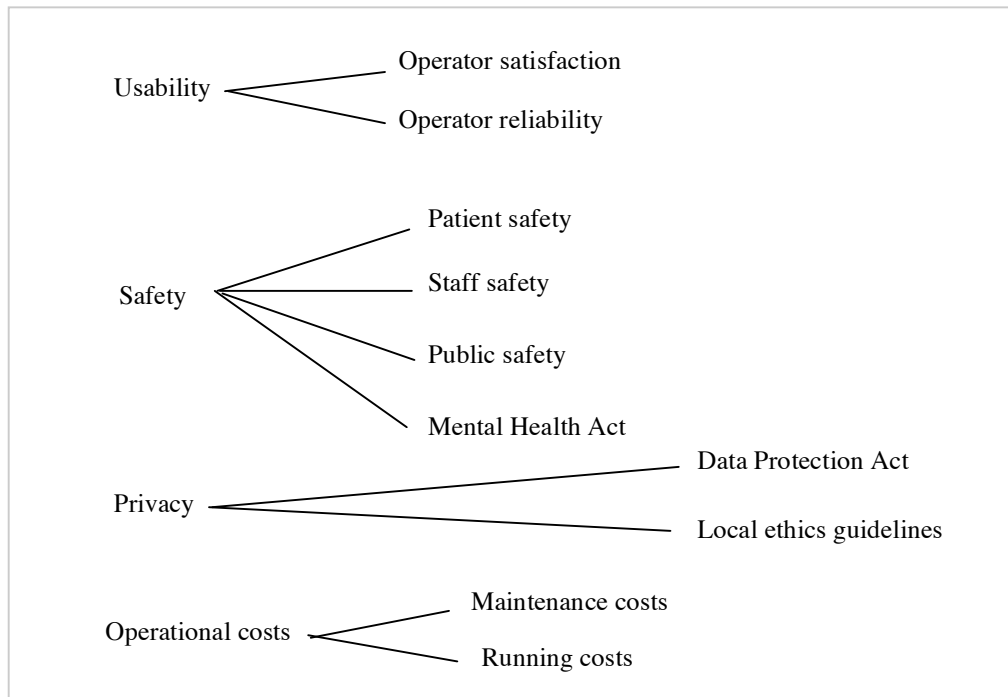 Usability
Operator satisfaction
Operator reliability
Safety
Patient safety
Staff safety
Public safety
Mental Health Act
Privacy
Data Protection Act
Local ethics guidelines
Operational costs
Maintenance costs
Running costs